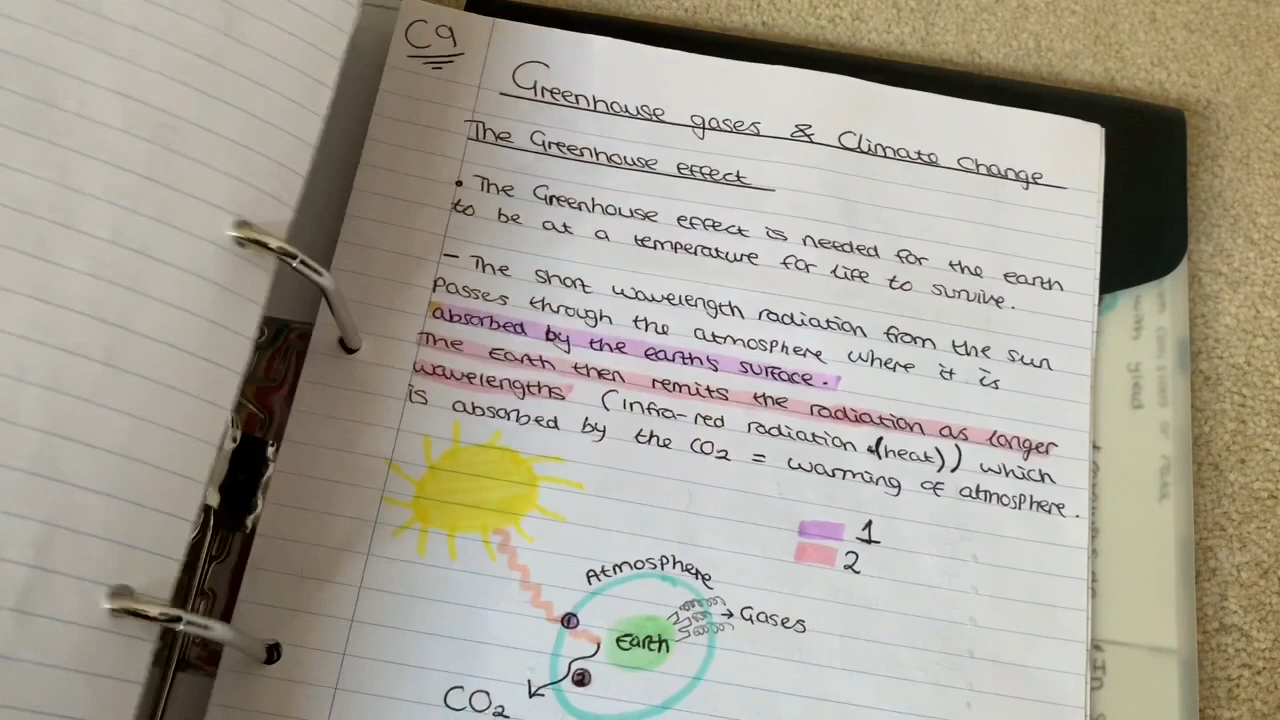 C9
Greenhouse gases & Climate Change
The Greenhouse effect
• The Greenhouse effect is needed for the earth
to be at a temperature for life to survive.
- The short wavelength radiation from the sun
passes through the atmosphere where it is
absorbed by the earth's surface.
The Earth then remits the radiation as longer
wavelengths (infra-red radiation (heat)) which
is absorbed by the CO₂ = warming of atmosphere.
1
2
Atmosphere
Gases
1
Earth
2
CO₂
yield